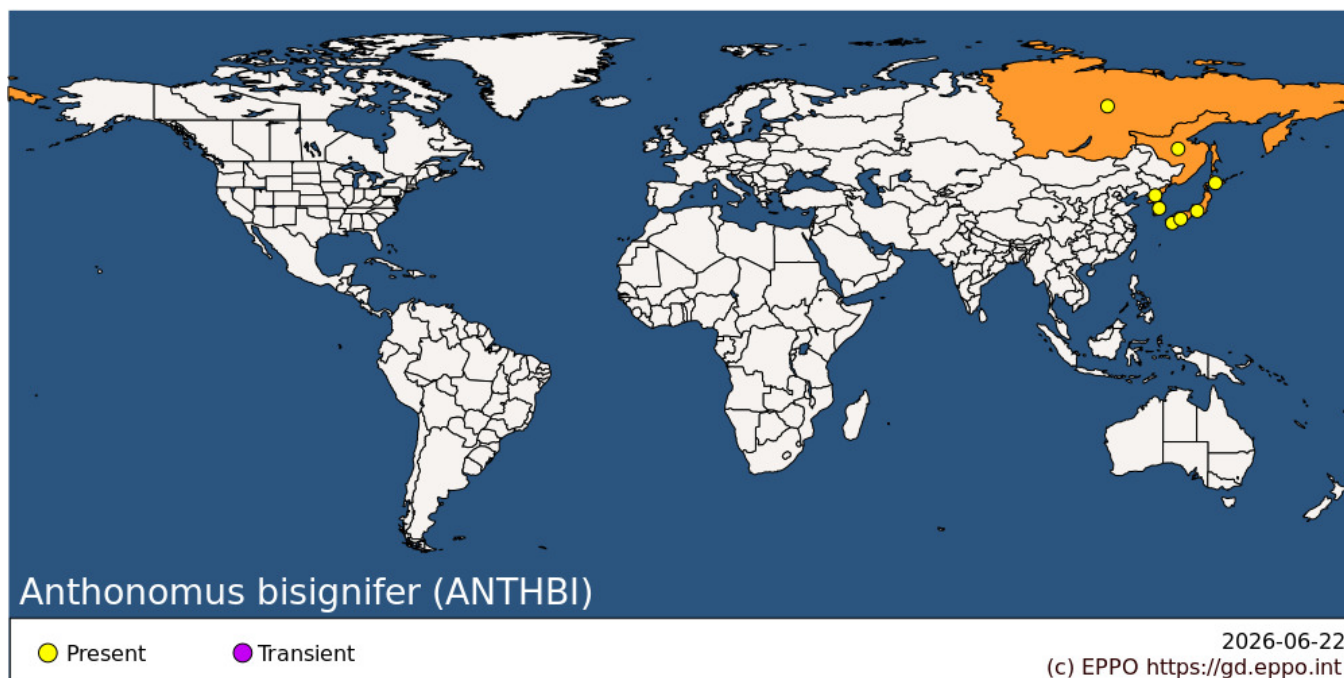 Anthonomus bisignifer (ANTHBI)
Present
Transient
2026-06-22
(c) EPPO https://gd.eppo.int